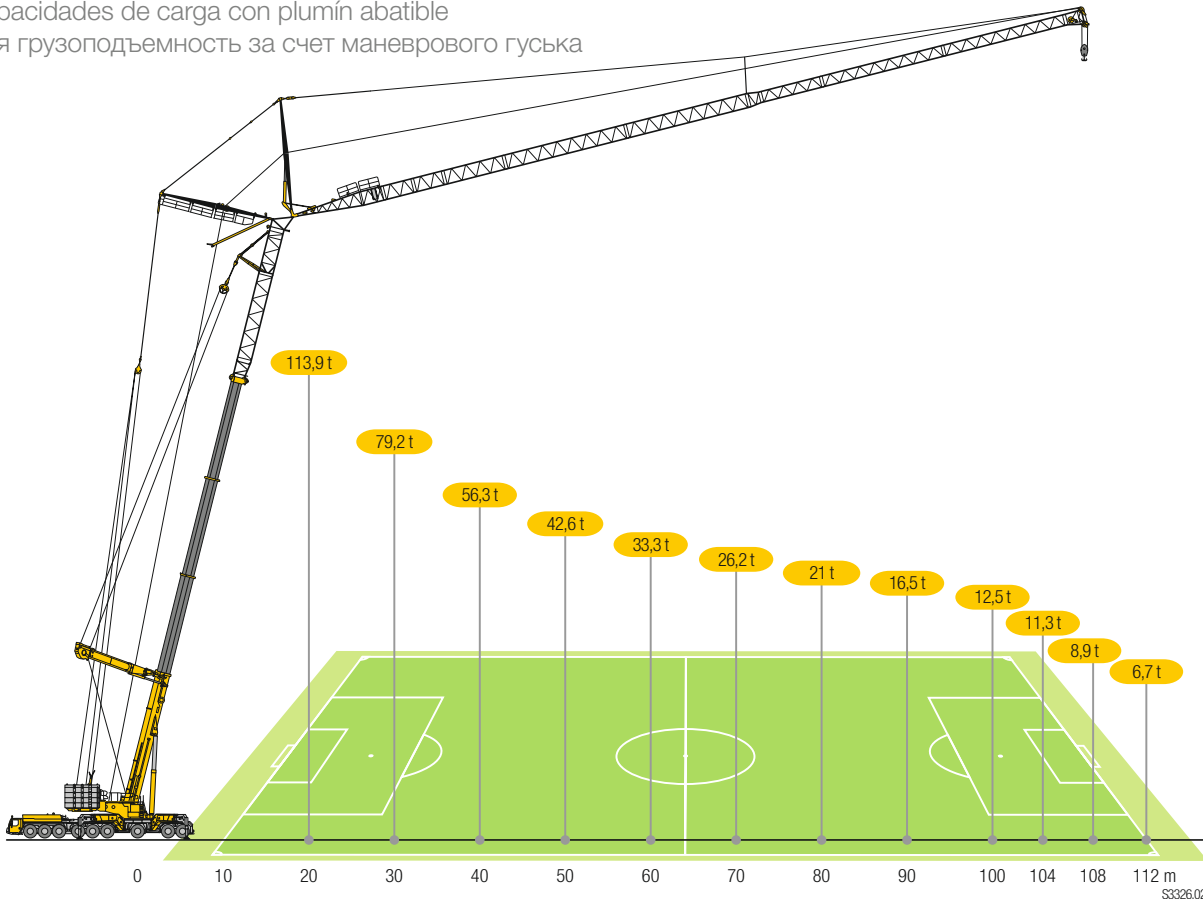 pacidades de carga con plumín abatible
я грузоподъемность за счет маневрового гуська
113,9 t
79,2 t
56,3 t
42,6 t
33,3 t
26,2 t
21 t
16,5 t
12,5 t
11,3 t
8,9 t
6,7 t
0 10 20 30 40 50 60 70 80 90 100 104 108 112 m
S3326.02